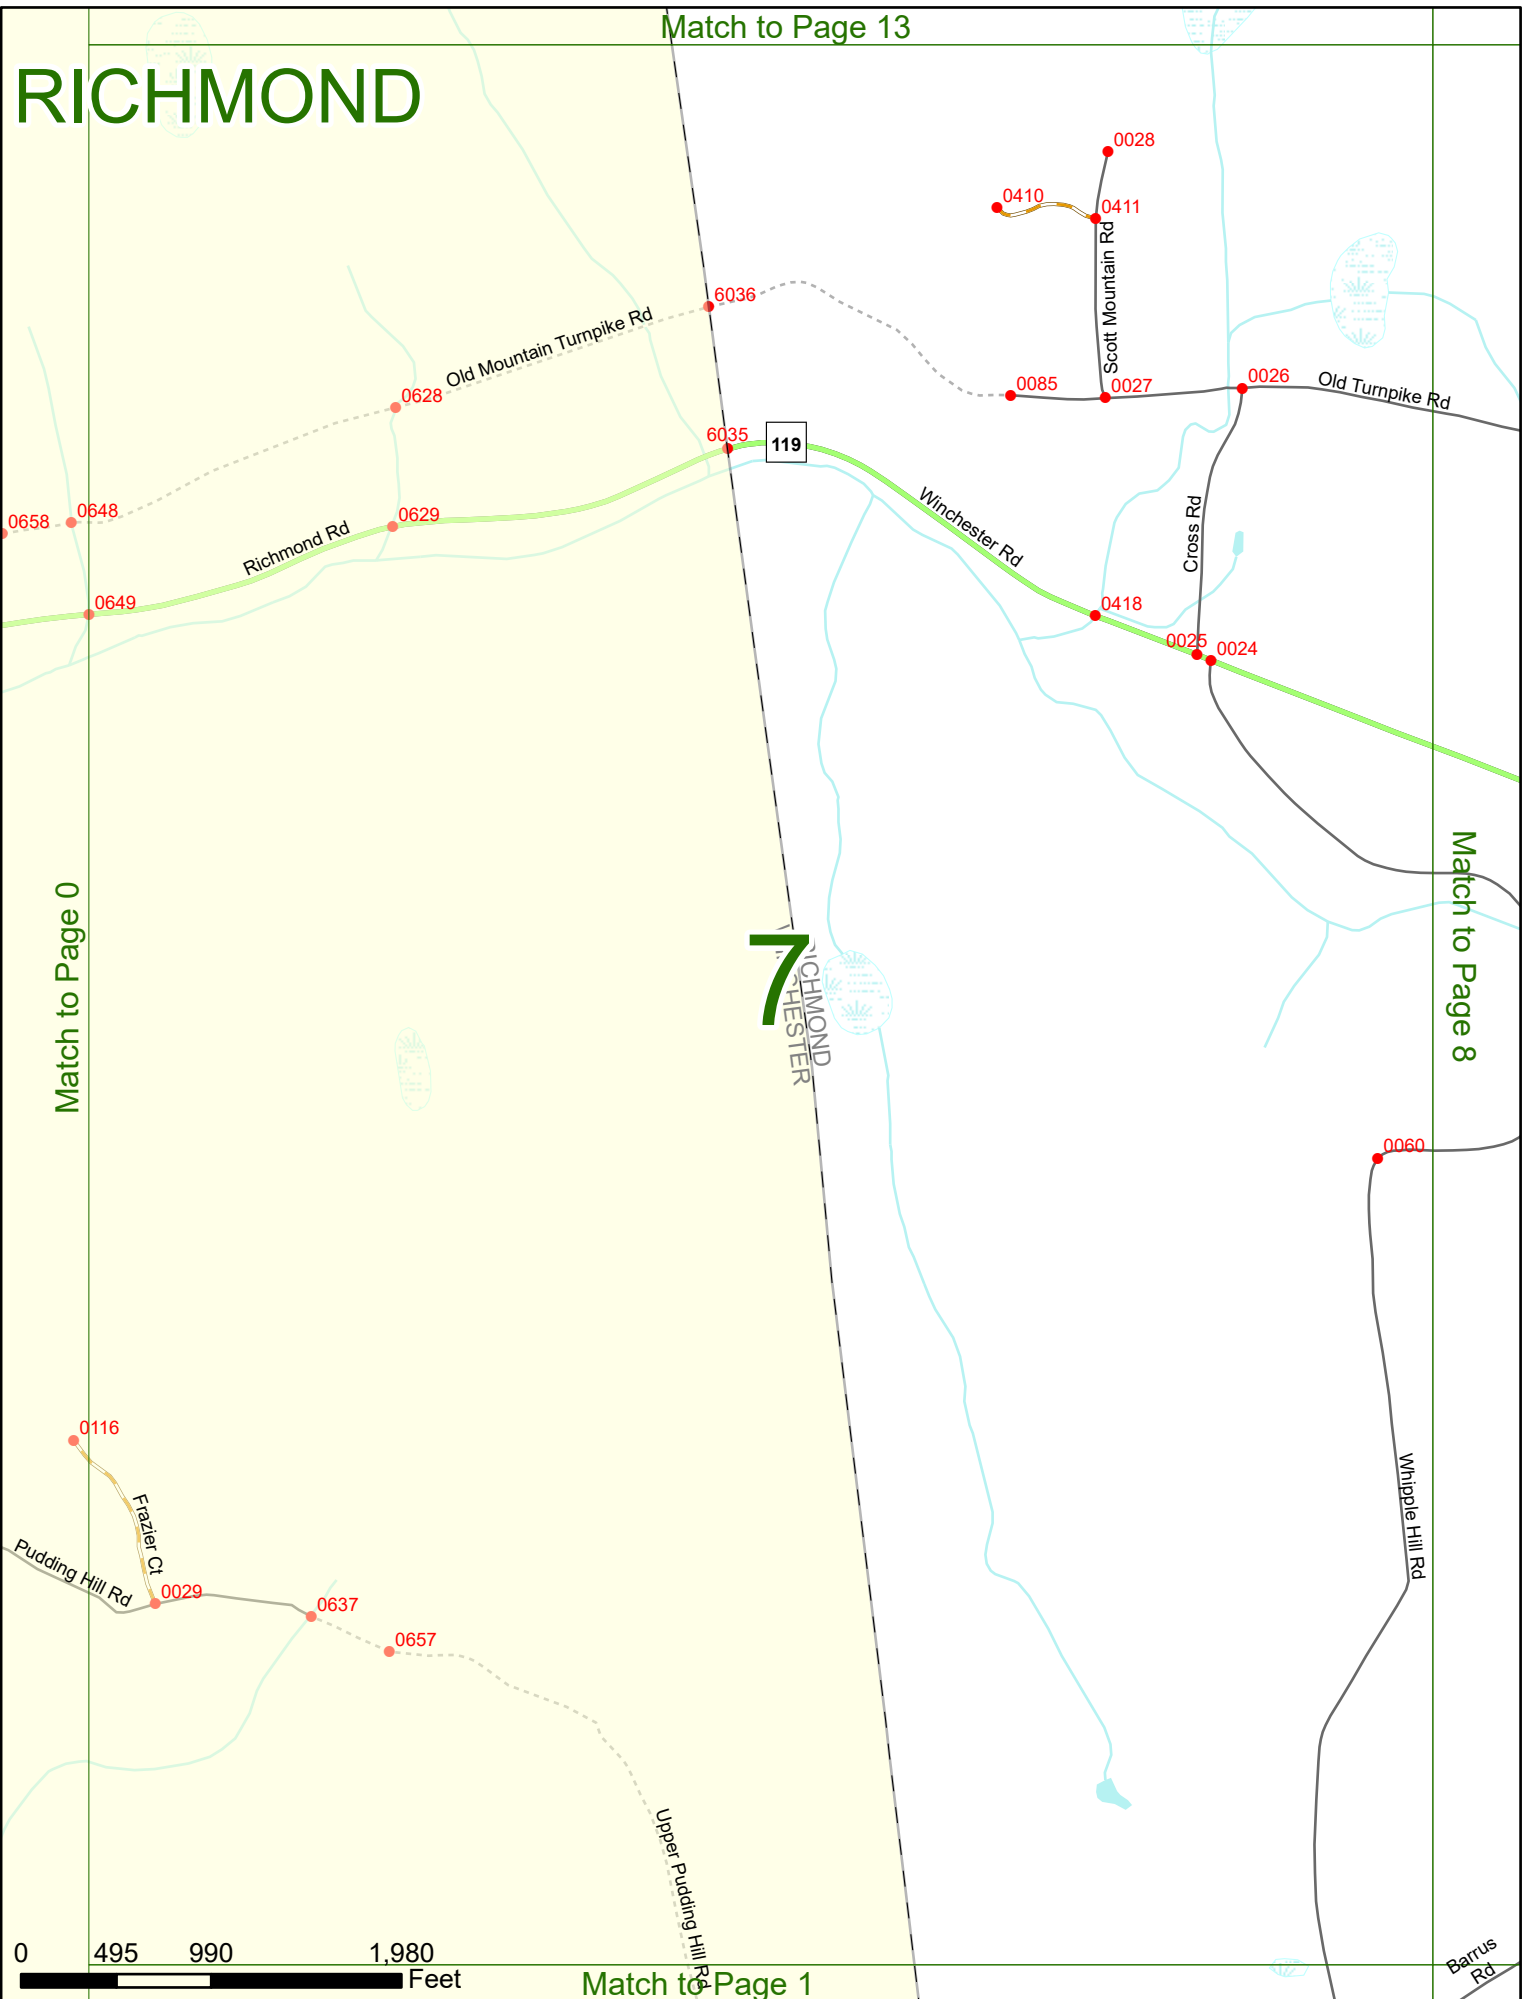 Match to Page 13
RICHMOND
0028
0410
0411
Scott Mountain Rd
6036
Old Mountain Turnpike Rd
0628
0085
0027
0026
Old Turnpike Rd
6035
119
0658
0648
0629
Richmond Rd
Winchester Rd
Cross Rd
0649
0418
0025
0024
Match to Page 0
Match to Page 8
7
RICHMOND
0060
0116
Frazier Ct
Whipple Hill Rd
Pudding Hill Rd
0029
0637
0657
Upper Pudding Hill Rd
Barrus
Rd
0 495 990 1,980
Feet
Match to Page 1